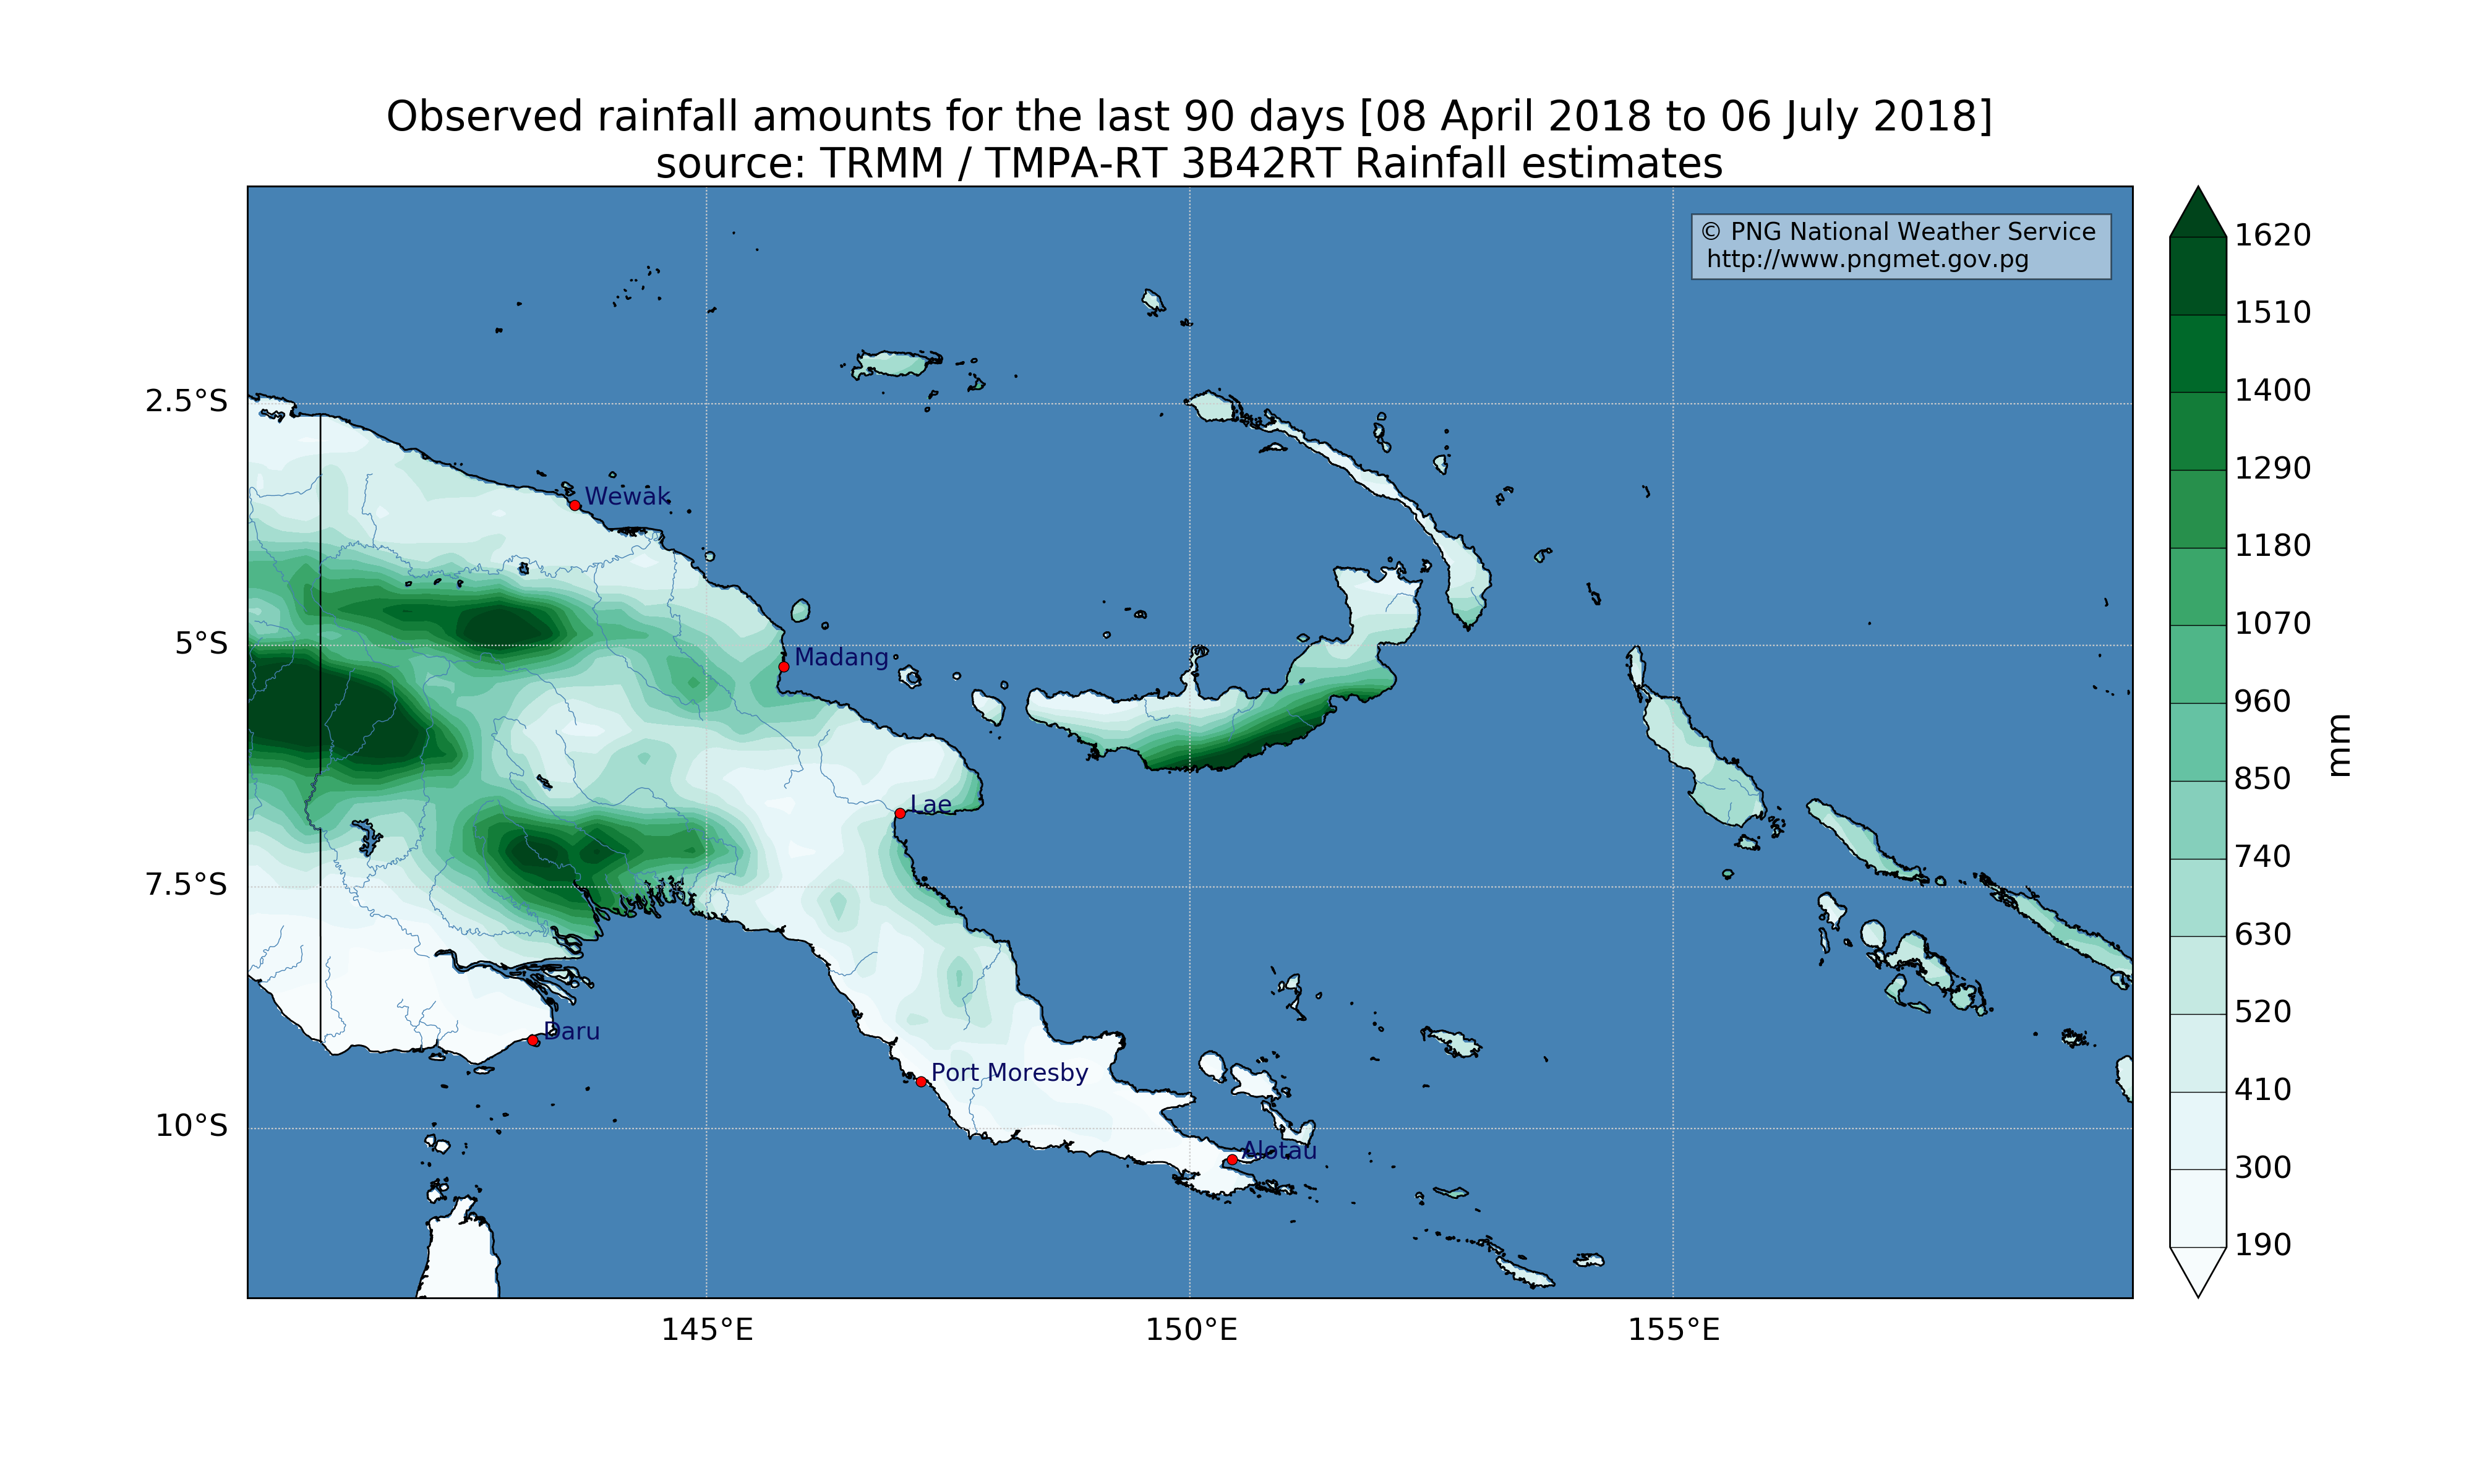 Observed rainfall amounts for the last 90 days [08 April 2018 to 06 July 2018]
source: TRMM / TMPA-RT 3B42RT Rainfall estimates
© PNG National Weather Service
http://www.pngmet.gov.pg
2.5°S
5°S
7.5°S
10°S
Wewak
Madang
Lae
Daru
Port Moresby
Alotau
145°E
150°E
155°E
1620
1510
1400
1290
1180
1070
960
850
740
630
520
410
300
190
mm